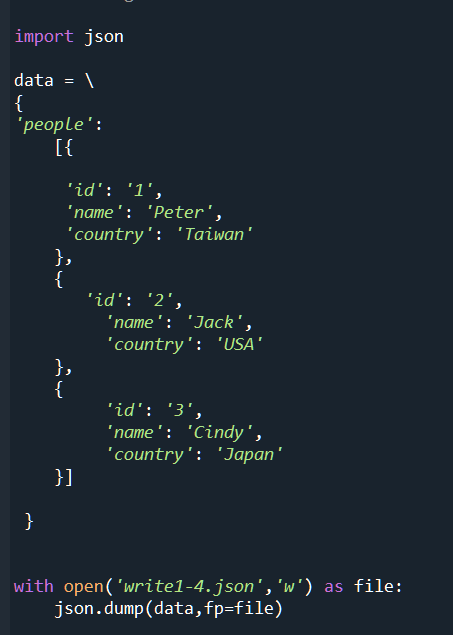 import json
data = \
{
'people':
[{
'id': '1',
'name': 'Peter',
'country': 'Taiwan'
},
{
'id': '2',
'name': 'Jack',
'country': 'USA'
},
{
'id': '3',
'name': 'Cindy',
'country': 'Japan'
}]
}
with open('write1-4.json','w') as file:
json.dump(data,fp=file)